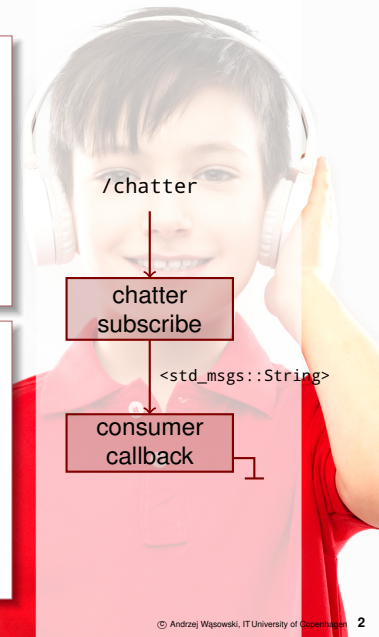 /chatter
chatter
subscribe
<std_msgs::String>
consumer
callback
© Andrzej Wąsowski, IT University of Copenhagen 2